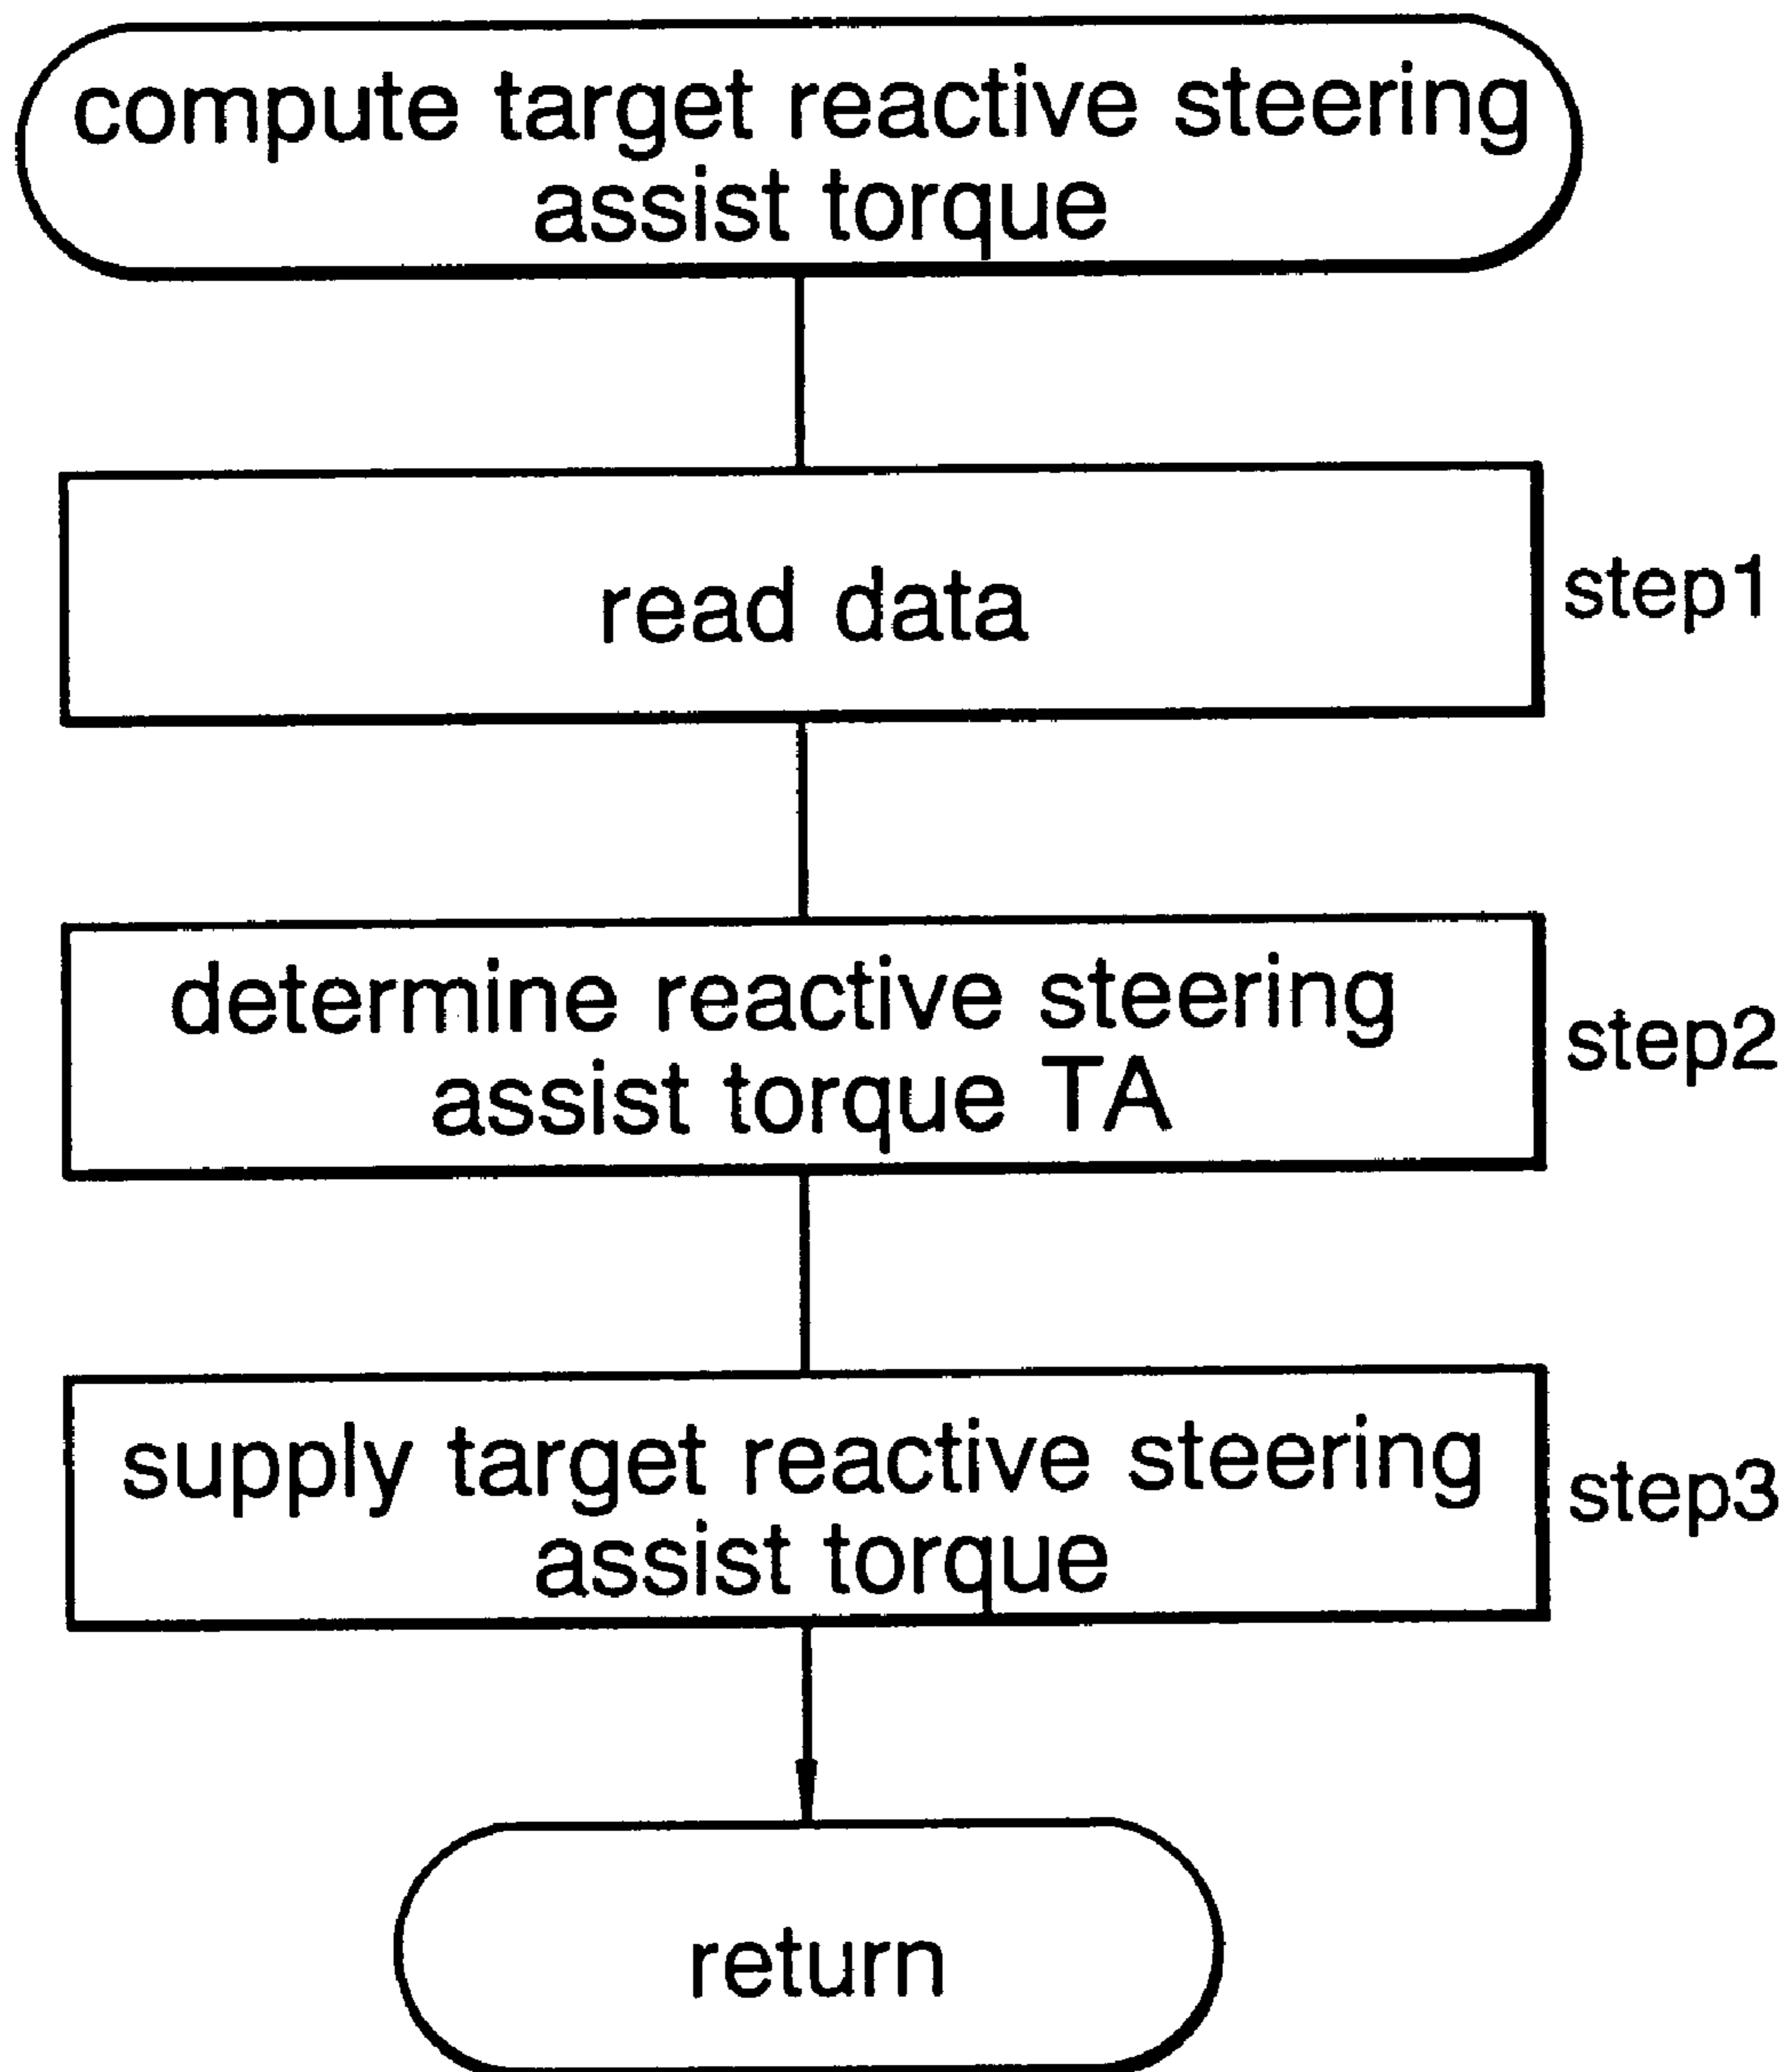 compute target reactive steering
assist torque
read data
step1
determine reactive steering
assist torque TA
step2
supply target reactive steering
assist torque
step3
return